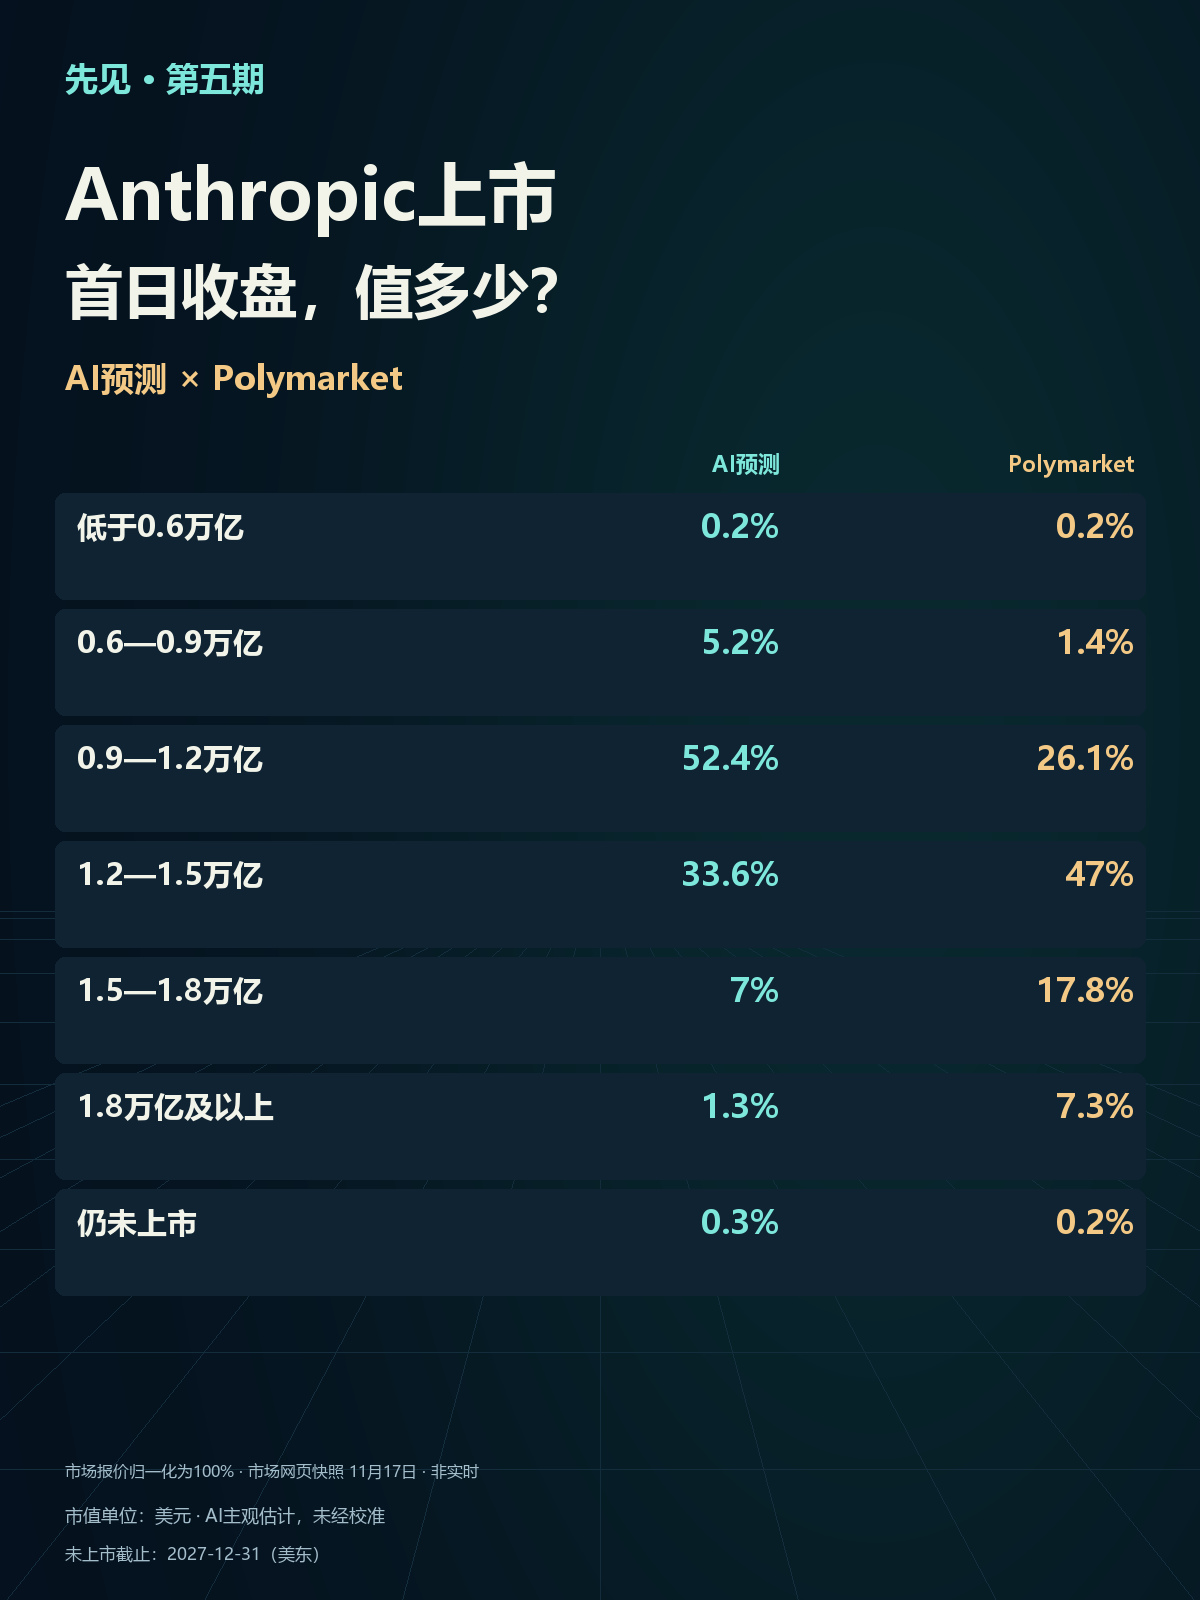 先见 · 第五期
Anthropic上市
首日收盘，值多少？
AI预测 × Polymarket
AI预测 Polymarket
低于0.6万亿 0.2% 0.2%
0.6—0.9万亿 5.2% 1.4%
0.9—1.2万亿 52.4% 26.1%
1.2—1.5万亿 33.6% 47%
1.5—1.8万亿 7% 17.8%
1.8万亿及以上 1.3% 7.3%
仍未上市 0.3% 0.2%
市场报价归一化为100% · 市场网页快照 11月17日 · 非实时
市值单位：美元 · AI主观估计，未经校准
未上市截止：2027-12-31（美东）